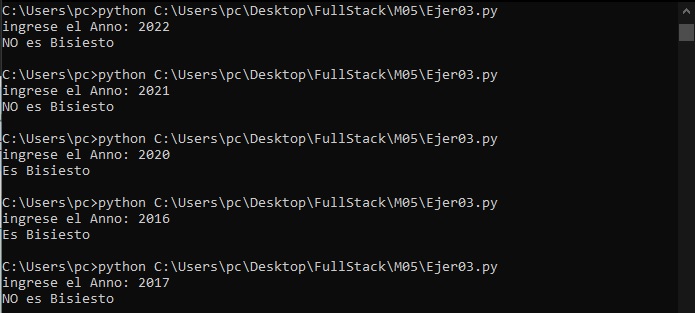 C:\Users\pc>python C:\Users\pc\Desktop\FullStack\M05\Ejer03.py
ingrese el Anno: 2022
NO es Bisiesto
C:\Users\pc>python C:\Users\pc\Desktop\FullStack\M05\Ejer03.py
ingrese el Anno: 2021
NO es Bisiesto
C:\Users\pc>python C:\Users\pc\Desktop\FullStack\M05\Ejer03.py
ingrese el Anno: 2020
Es Bisiesto
C:\Users\pc>python C:\Users\pc\Desktop\FullStack\M05\Ejer03.py
ingrese el Anno: 2016
Es Bisiesto
C:\Users\pc>python C:\Users\pc\Desktop\FullStack\M05\Ejer03.py
ingrese el Anno: 2017
NO es Bisiesto